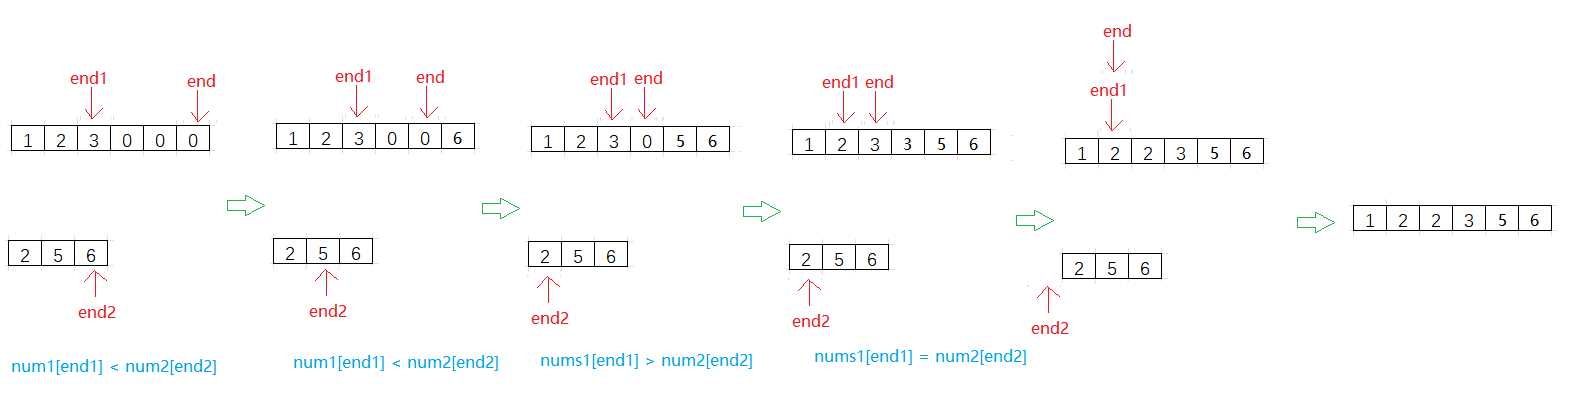 end1 end
1 2 3 0 0 0
2 5 6
end2
num1[end1] < num2[end2]
end1 end
1 2 3 0 0 6
2 5 6
end2
num1[end1] < num2[end2]
end1 end
1 2 3 0 5 6
2 5 6
end2
nums1[end1] > num2[end2]
end1 end
1 2 3 3 5 6
2 5 6
end2
nums1[end1] = num2[end2]
end
end1
1 2 2 3 5 6
2 5 6
end2
1 2 2 3 5 6